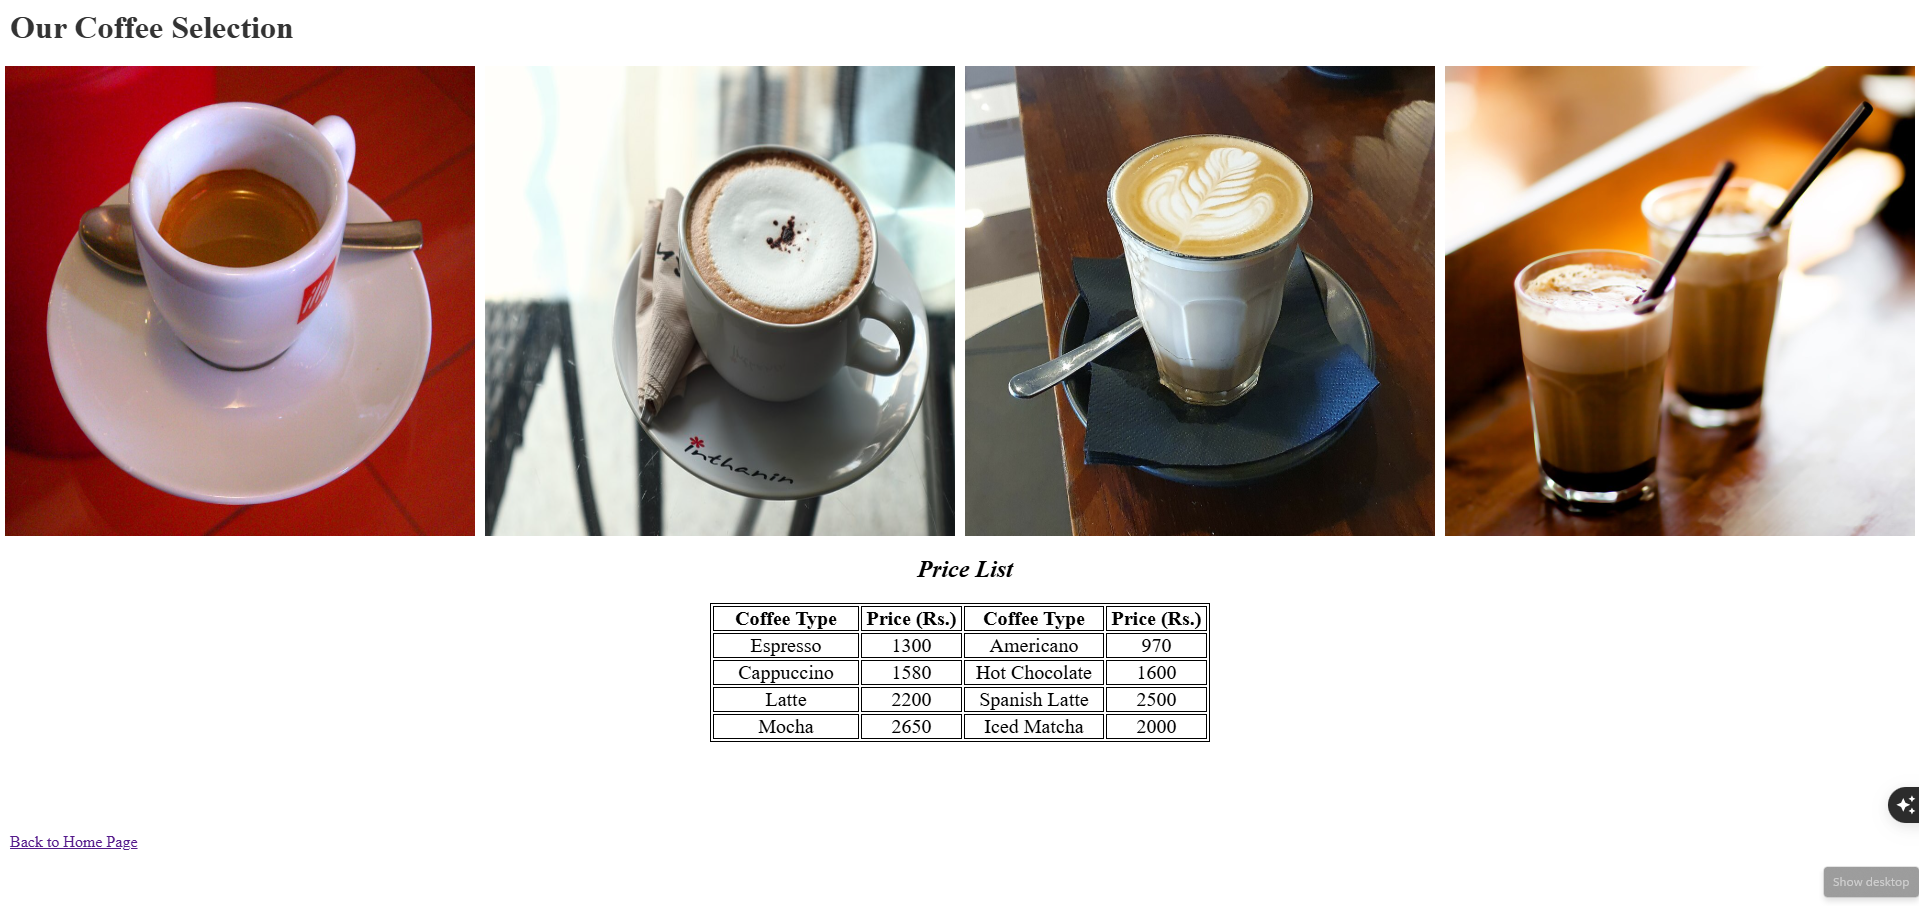 Our Coffee Selection
illy
inthanin
Price List
Coffee Type Price (Rs.) Coffee Type Price (Rs.)
Espresso 1300 Americano 970
Cappuccino 1580 Hot Chocolate 1600
Latte 2200 Spanish Latte 2500
Mocha 2650 Iced Matcha 2000
Back to Home Page
Show desktop